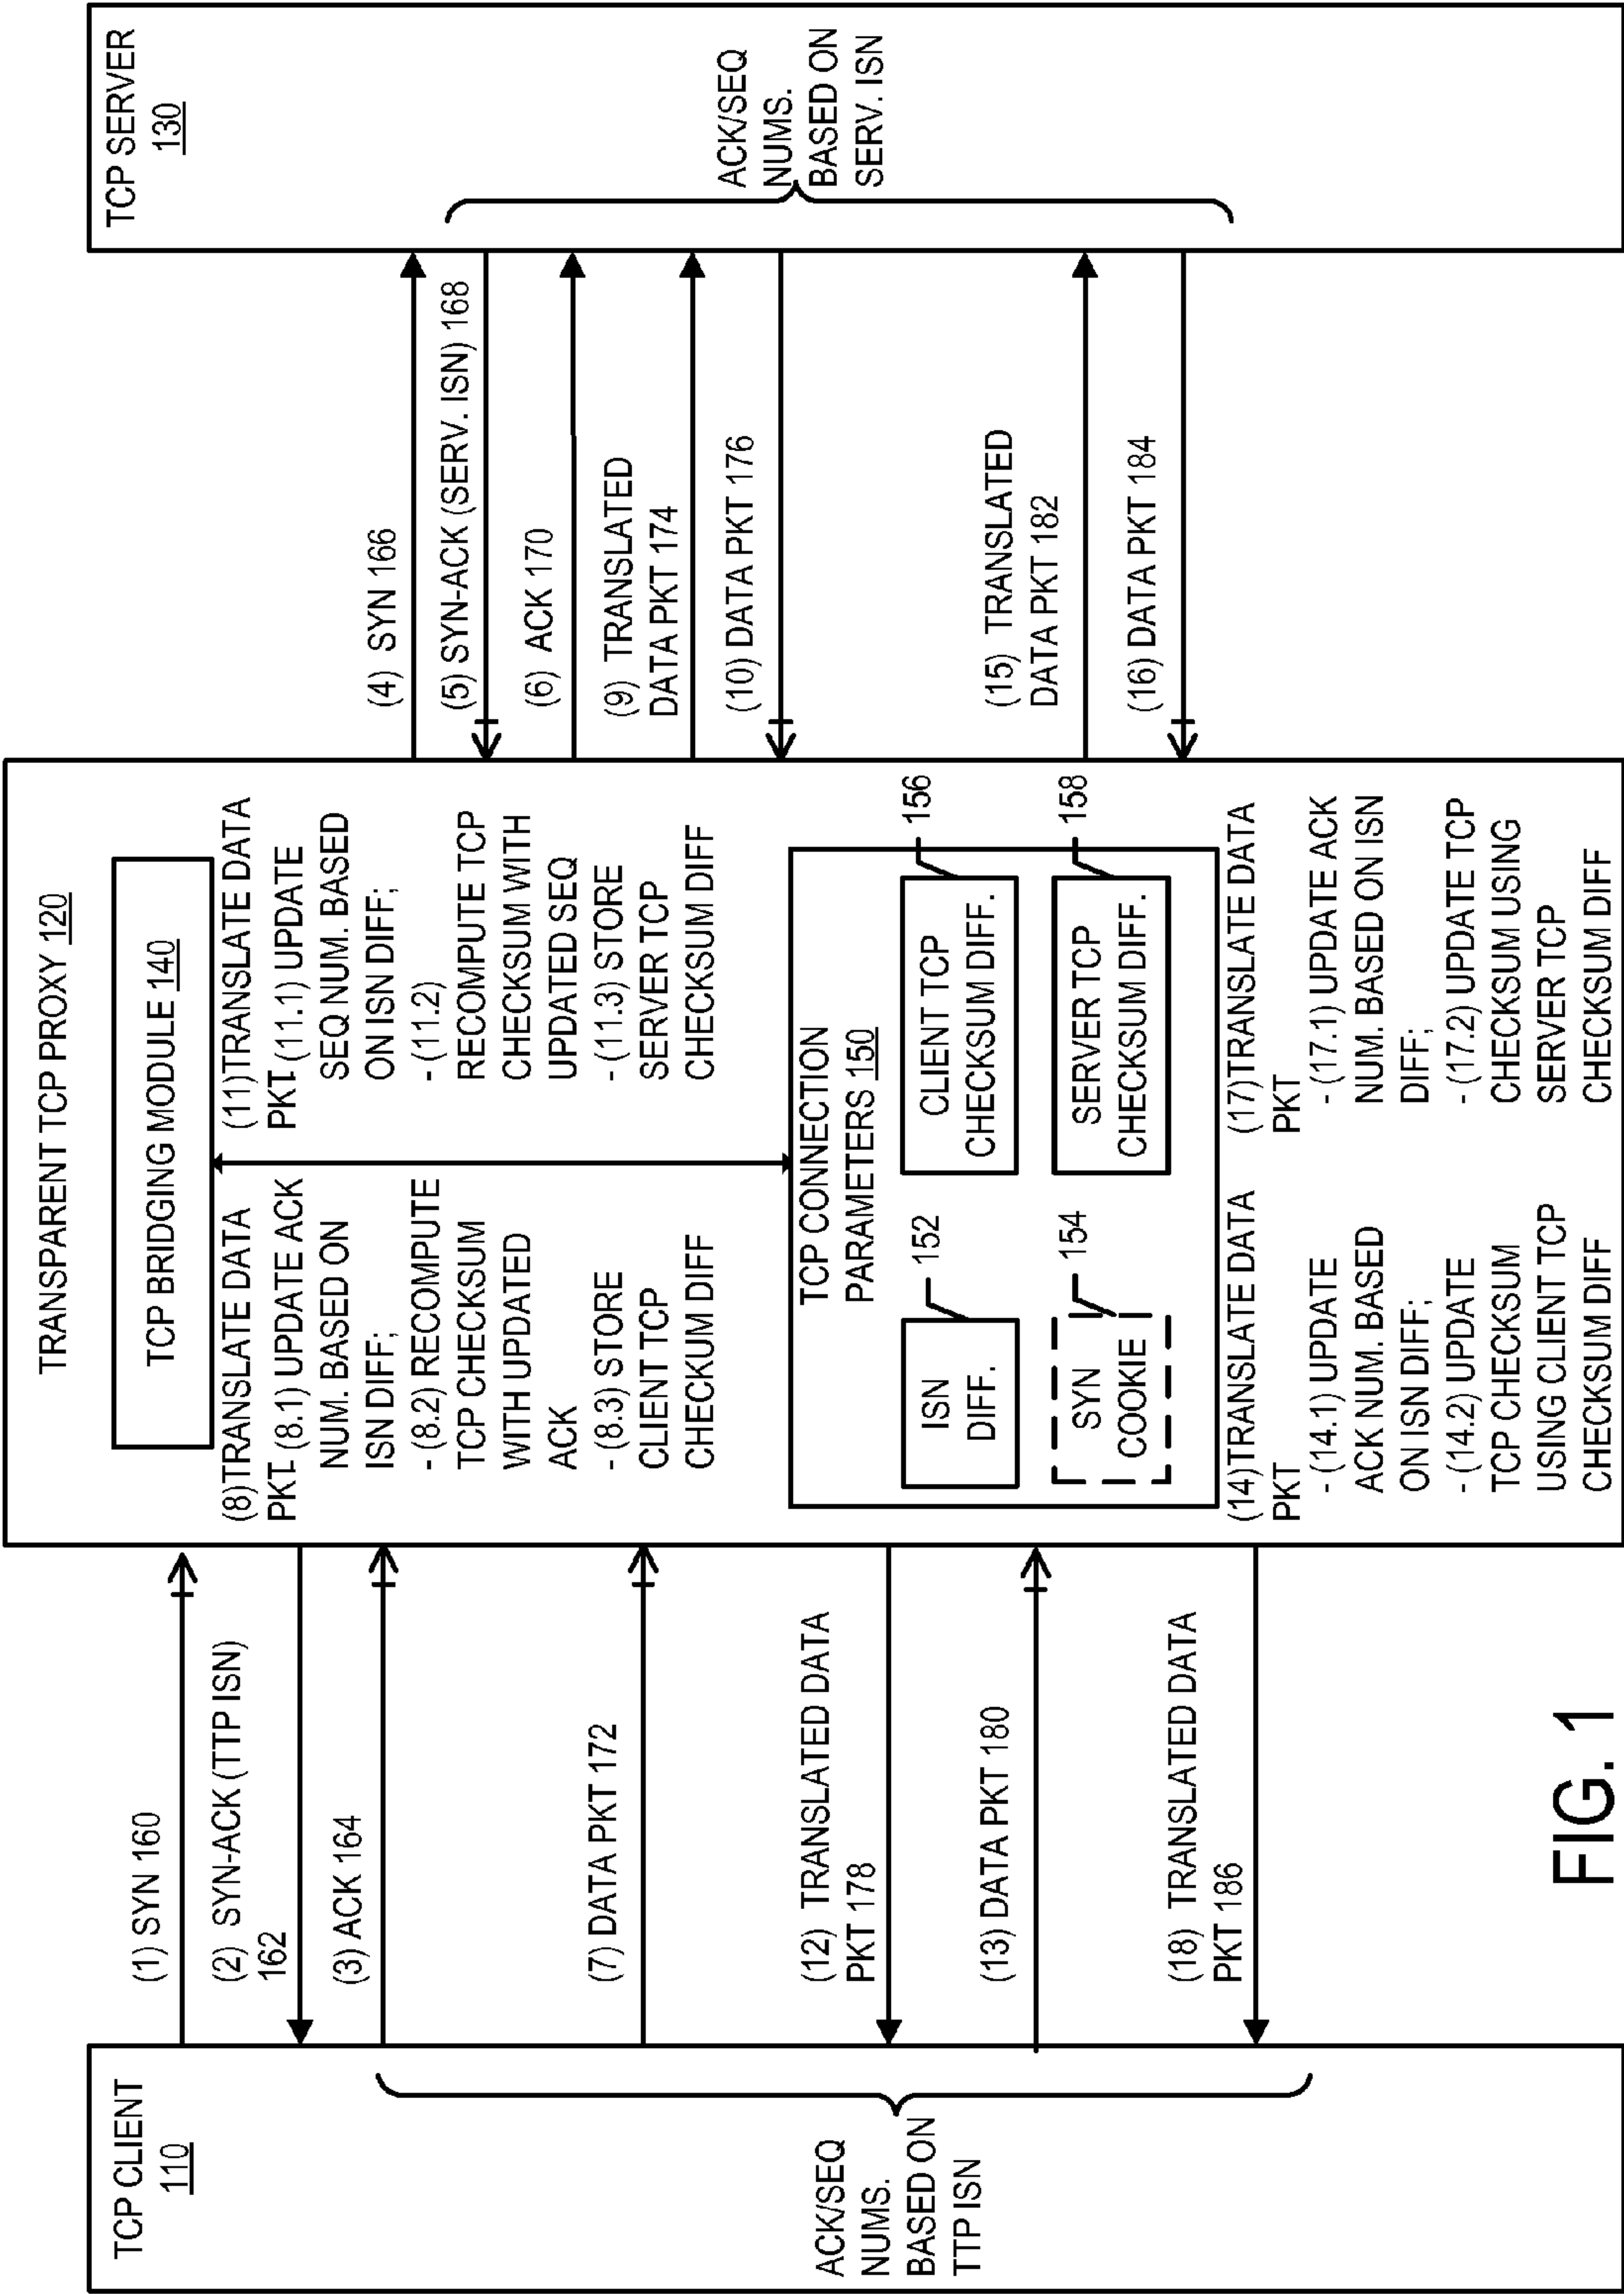 TCP CLIENT
110
ACK/SEQ
NUMS.
BASED ON
TTP ISN
(1) SYN 160
(2) SYN-ACK (TTP ISN)
162
(3) ACK 164
(7) DATA PKT 172
(12) TRANSLATED DATA
PKT 178
(13) DATA PKT 180
(18) TRANSLATED DATA
PKT 186
TRANSPARENT TCP PROXY 120
TCP BRIDGING MODULE 140
(8)TRANSLATE DATA
PKT- (8.1) UPDATE ACK
NUM. BASED ON
ISN DIFF;
- (8.2) RECOMPUTE
TCP CHECKSUM
WITH UPDATED
ACK
- (8.3) STORE
CLIENT TCP
CHECKUM DIFF
(11)TRANSLATE DATA
PKT- (11.1) UPDATE
SEQ NUM. BASED
ON ISN DIFF;
- (11.2)
RECOMPUTE TCP
CHECKSUM WITH
UPDATED SEQ
- (11.3) STORE
SERVER TCP
CHECKSUM DIFF
TCP CONNECTION
PARAMETERS 150
ISN
DIFF.
152
CLIENT TCP
CHECKSUM DIFF.
156
SYN
COOKIE
154
SERVER TCP
CHECKSUM DIFF.
158
(14)TRANSLATE DATA
PKT
- (14.1) UPDATE
ACK NUM. BASED
ON ISN DIFF;
- (14.2) UPDATE
TCP CHECKSUM
USING CLIENT TCP
CHECKSUM DIFF
(17)TRANSLATE DATA
PKT
- (17.1) UPDATE ACK
NUM. BASED ON ISN
DIFF;
- (17.2) UPDATE TCP
CHECKSUM USING
SERVER TCP
CHECKSUM DIFF
(4) SYN 166
(5) SYN-ACK (SERV. ISN) 168
(6) ACK 170
(9) TRANSLATED
DATA PKT 174
(10) DATA PKT 176
(15) TRANSLATED
DATA PKT 182
(16) DATA PKT 184
TCP SERVER
130
ACK/SEQ
NUMS.
BASED ON
SERV. ISN
FIG. 1